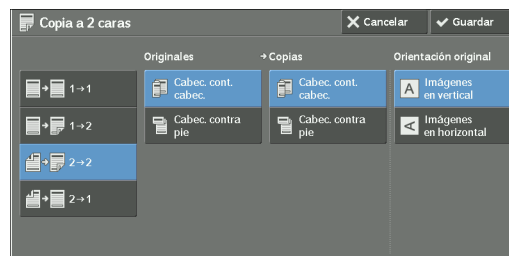 Copia a 2 caras
Cancelar
Guardar
Originales
→ Copias
Orientación original
1→1
1→2
2→2
2→1
Cabec. cont.
cabec.
Cabec. contra
pie
Cabec. cont.
cabec.
Cabec. contra
pie
A
Imágenes
en vertical
A
Imágenes
en horizontal